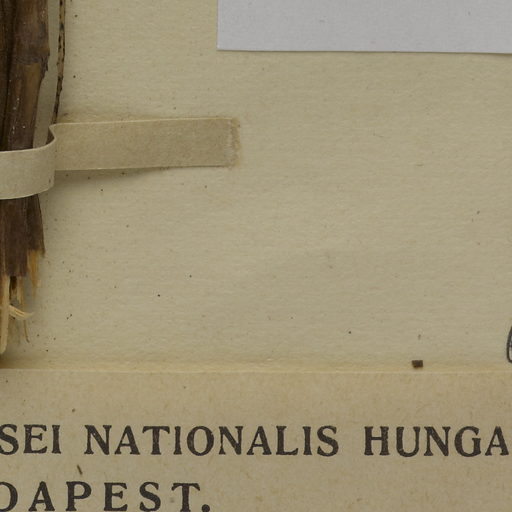 SEI NATIONALIS HUNGA
DAPEST.